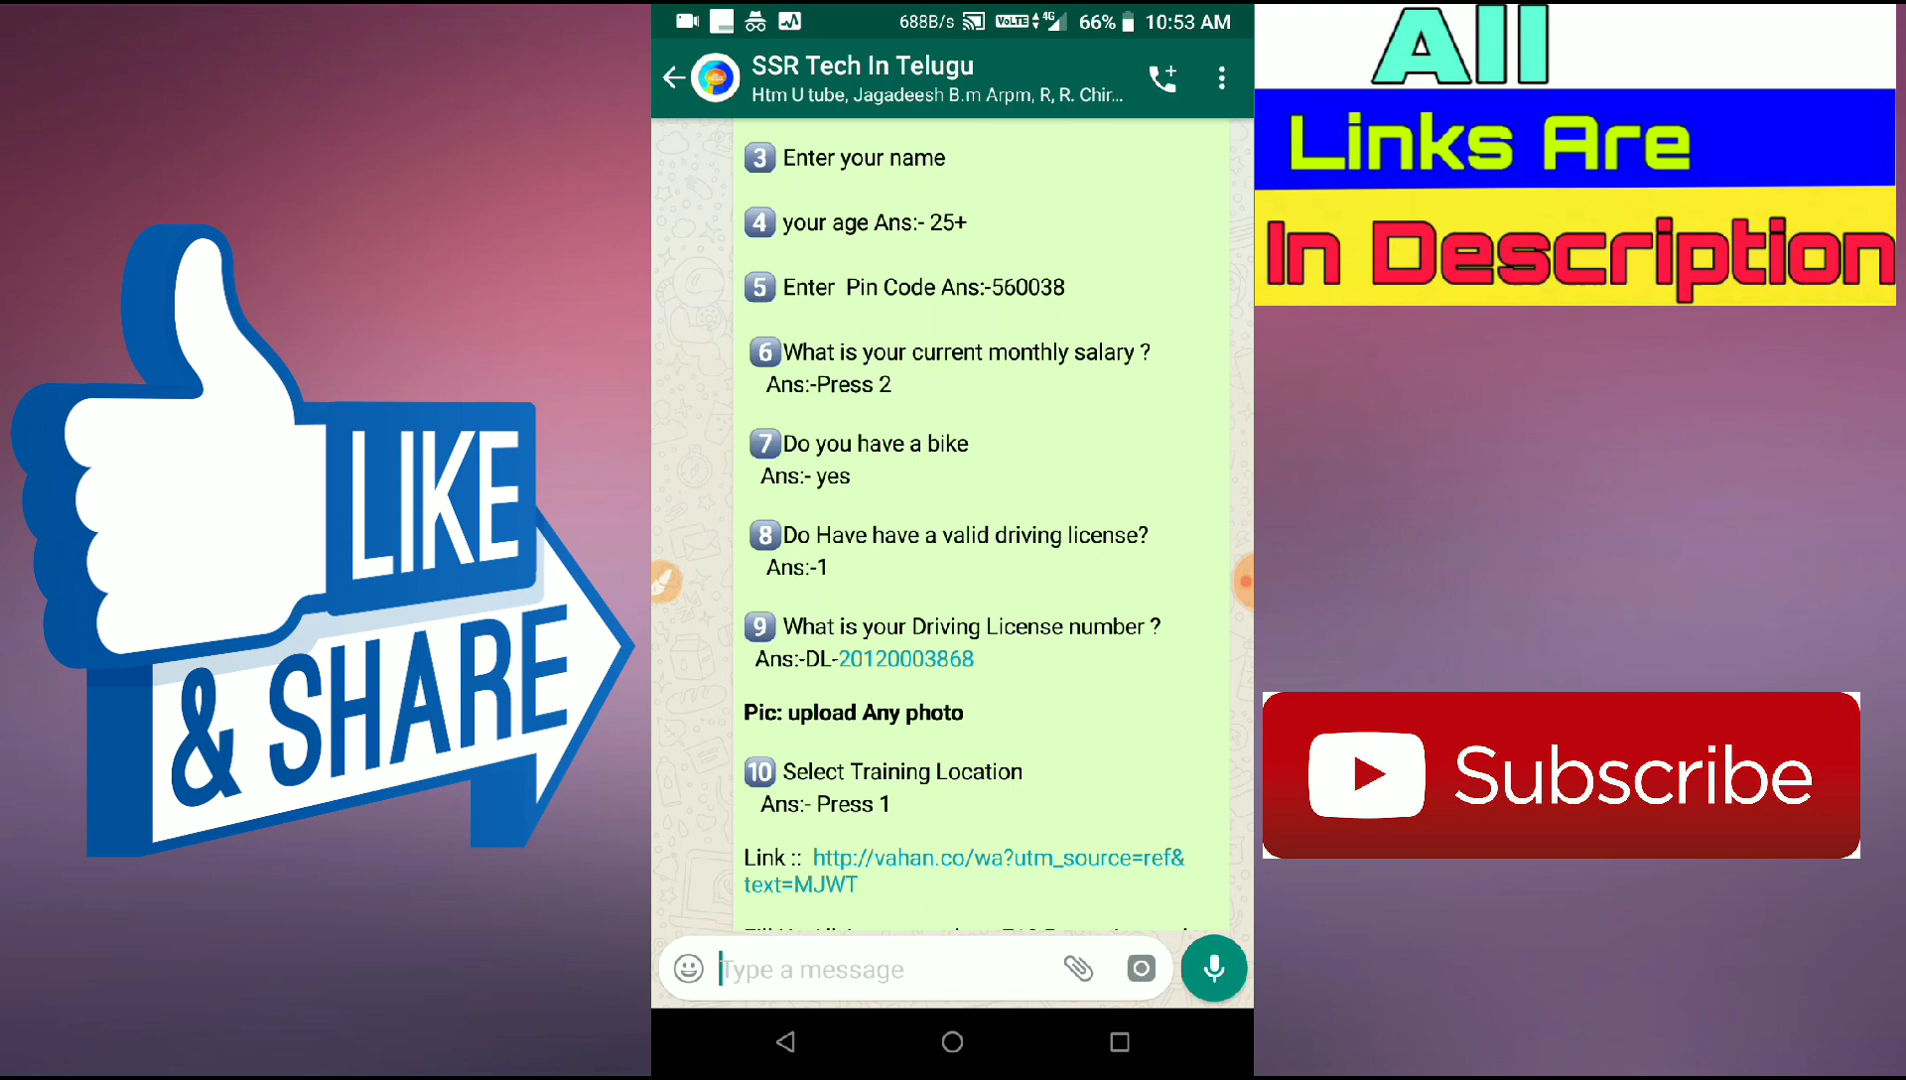 688B/s VoLTE 4G 66% 10:53 AM
SSR Tech In Telugu
Htm U tube, Jagadeesh B.m Arpm, R, R. Chir...
3 Enter your name
4 your age Ans:- 25+
5 Enter Pin Code Ans:-560038
6 What is your current monthly salary ?
Ans:-Press 2
7 Do you have a bike
Ans:- yes
8 Do Have have a valid driving license?
Ans:-1
9 What is your Driving License number ?
Ans:-DL-20120003868
Pic: upload Any photo
10 Select Training Location
Ans:- Press 1
Link :: http://vahan.co/wa?utm_source=ref&
text=MJWT
Type a message
LIKE
& SHARE
All
Links Are
In Description
Subscribe